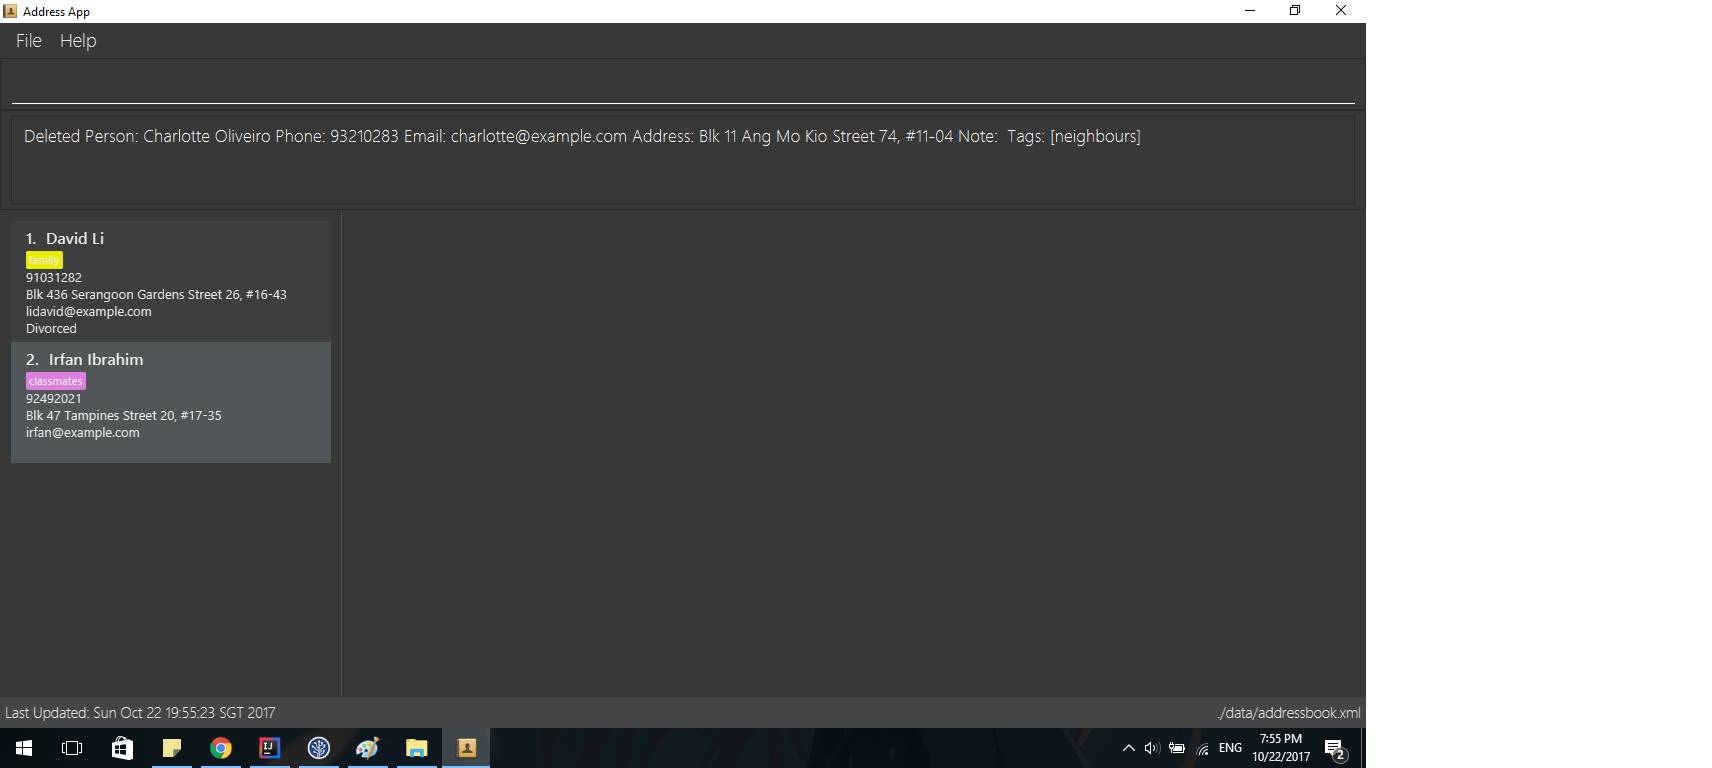 Address App
File Help
Deleted Person: Charlotte Oliveiro Phone: 93210283 Email: charlotte@example.com Address: Blk 11 Ang Mo Kio Street 74, #11-04 Note:  Tags: [neighbours]
1. David Li
family
91031282
Blk 436 Serangoon Gardens Street 26, #16-43
lidavid@example.com
Divorced
2. Irfan Ibrahim
classmates
92492021
Blk 47 Tampines Street 20, #17-35
irfan@example.com
Last Updated: Sun Oct 22 19:55:23 SGT 2017 ./data/addressbook.xml
IJ ENG 7:55 PM
10/22/2017 2